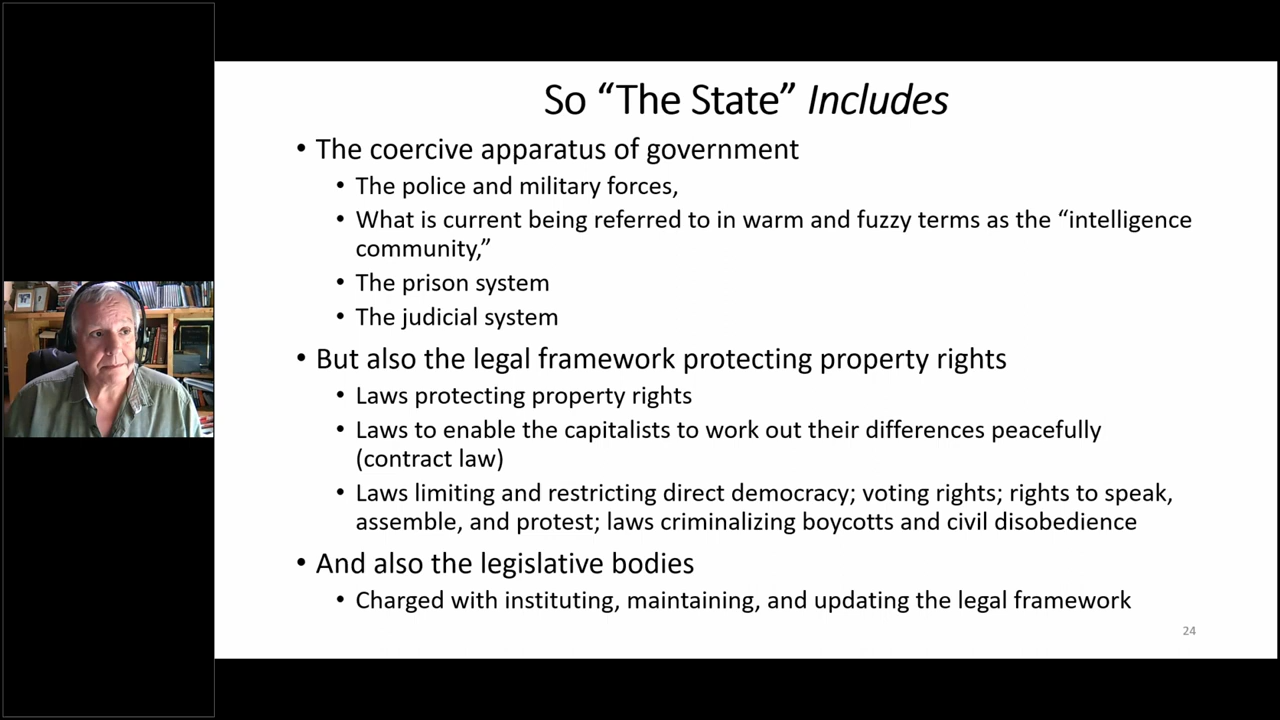 So “The State” Includes
• The coercive apparatus of government
• The police and military forces,
• What is current being referred to in warm and fuzzy terms as the “intelligence
community,”
• The prison system
• The judicial system
• But also the legal framework protecting property rights
• Laws protecting property rights
• Laws to enable the capitalists to work out their differences peacefully
(contract law)
• Laws limiting and restricting direct democracy; voting rights; rights to speak,
assemble, and protest; laws criminalizing boycotts and civil disobedience
• And also the legislative bodies
• Charged with instituting, maintaining, and updating the legal framework
24